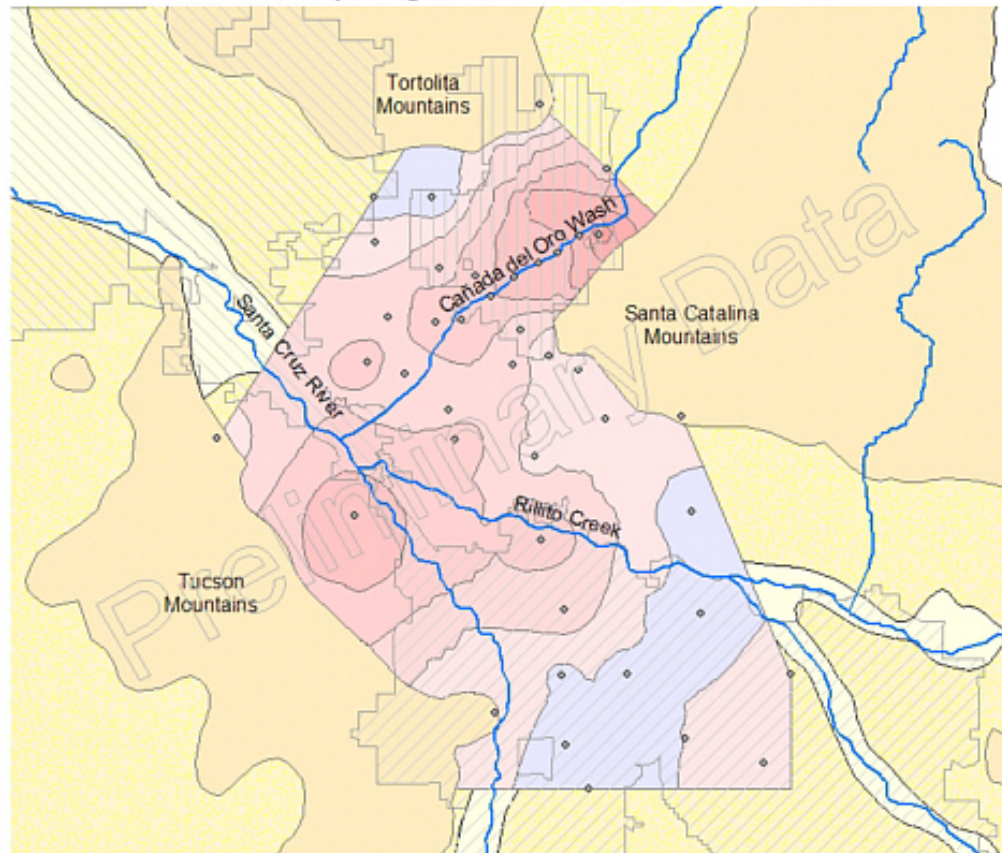 Tortolita
Mountains
Cañada del Oro Wash
Santa Cruz River
Santa Catalina
Mountains
Rillito Creek
Tucson
Mountains
Preliminary Data